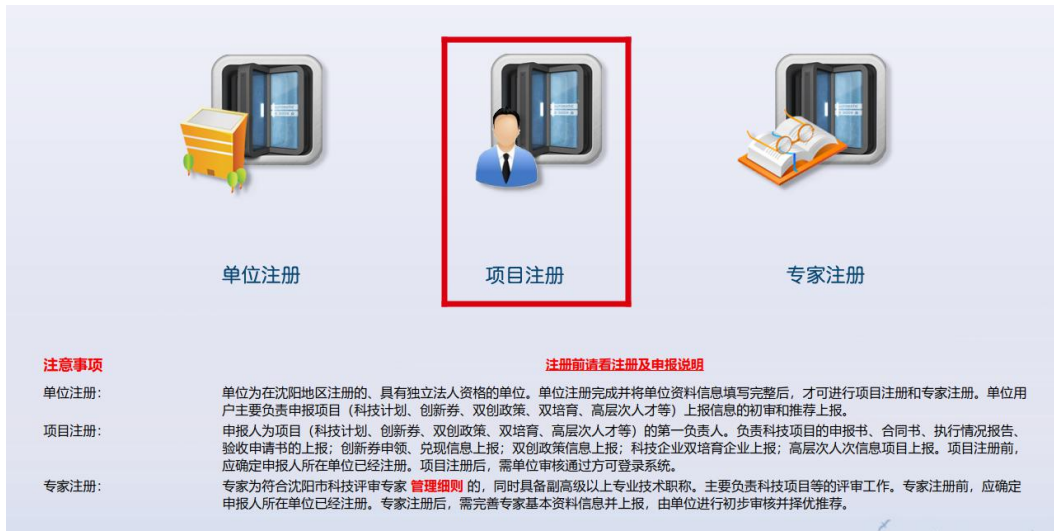 单位注册
项目注册
专家注册
注意事项
注册前请看注册及申报说明
单位注册：
单位为在沈阳地区注册的、具有独立法人资格的单位。单位注册完成并将单位资料信息填写完整后，才可进行项目注册和专家注册。单位用
户主要负责申报项目（科技计划、创新券、双创政策、双培育、高层次人才等）上报信息的初审和推荐上报。
项目注册：
申报人为项目（科技计划、创新券、双创政策、双培育、高层次人才等）的第一负责人。负责科技项目的申报书、合同书、执行情况报告、
验收申请书的上报；创新券申领、兑现信息上报；双创政策信息上报；科技企业双培育企业上报；高层次人次信息项目上报。项目注册前，
应确定申报人所在单位已经注册。项目注册后，需单位审核通过方可登录系统。
专家注册：
专家为符合沈阳市科技评审专家 管理细则 的，同时具备副高级以上专业技术职称。主要负责科技项目等的评审工作。专家注册前，应确定
申报人所在单位已经注册。专家注册后，需完善专家基本资料信息并上报，由单位进行初步审核并择优推荐。